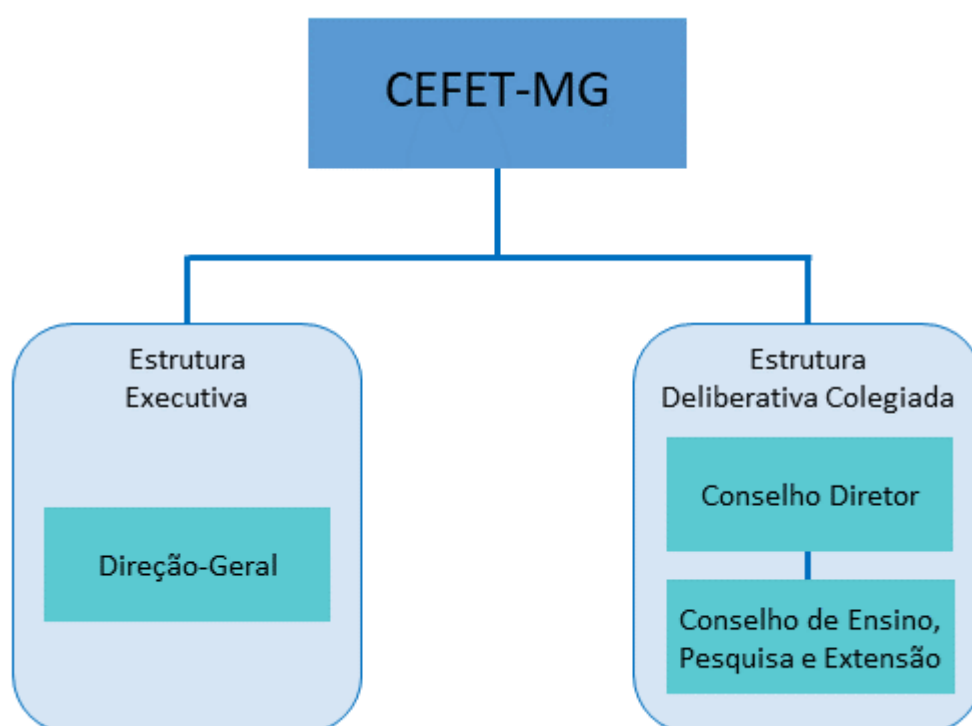 CEFET-MG
Estrutura
Executiva
Direção-Geral
Estrutura
Deliberativa Colegiada
Conselho Diretor
Conselho de Ensino,
Pesquisa e Extensão